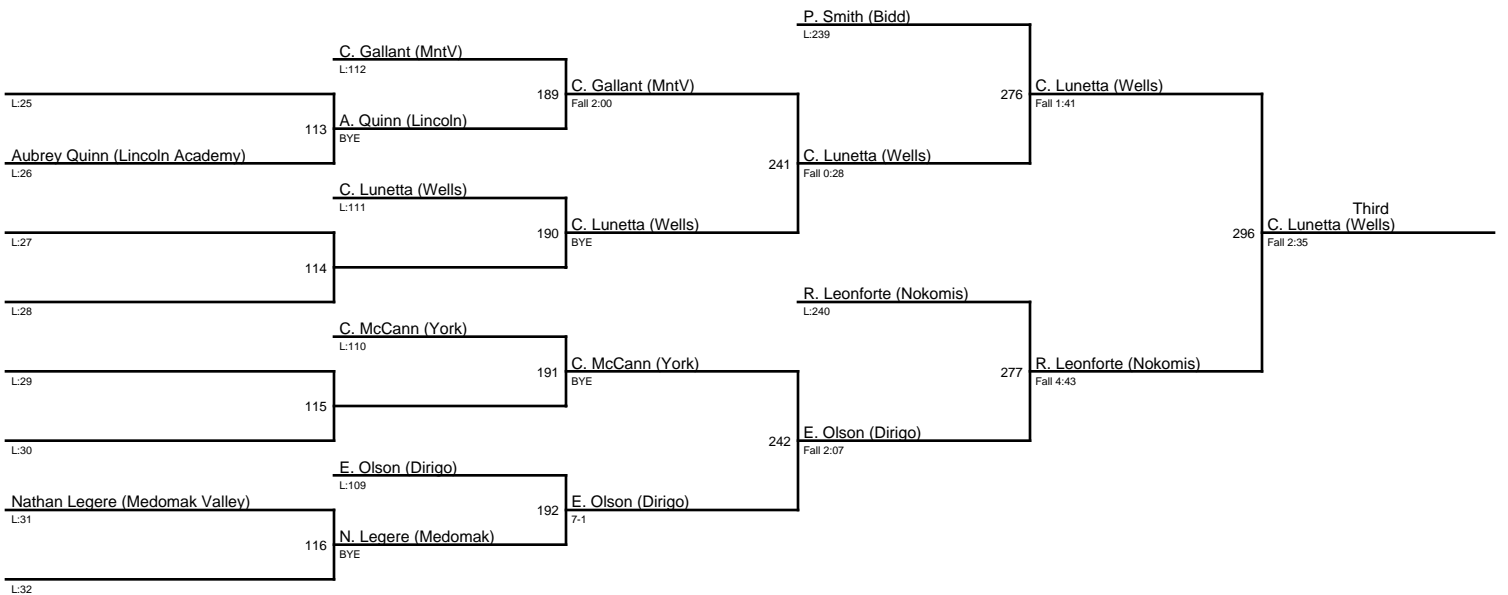 P. Smith (Bidd)
L:239
C. Gallant (MntV)
L:112
189
C. Gallant (MntV)
Fall 2:00
276
C. Lunetta (Wells)
Fall 1:41
L:25
113
A. Quinn (Lincoln)
BYE
Aubrey Quinn (Lincoln Academy)
L:26
241
C. Lunetta (Wells)
Fall 0:28
C. Lunetta (Wells)
L:111
L:27
190
C. Lunetta (Wells)
BYE
Third
296
C. Lunetta (Wells)
Fall 2:35
114
L:28
R. Leonforte (Nokomis)
L:240
C. McCann (York)
L:110
L:29
191
C. McCann (York)
BYE
277
R. Leonforte (Nokomis)
Fall 4:43
115
L:30
242
E. Olson (Dirigo)
Fall 2:07
E. Olson (Dirigo)
L:109
Nathan Legere (Medomak Valley)
L:31
192
E. Olson (Dirigo)
7-1
116
N. Legere (Medomak)
BYE
L:32